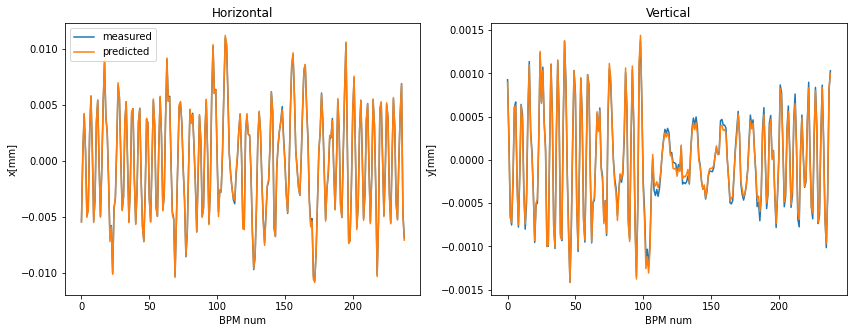 Horizontal
measured
predicted
0.010
0.005
0.000
−0.005
−0.010
x[mm]
0
50
100
150
200
BPM num
Vertical
0.0015
0.0010
0.0005
0.0000
−0.0005
−0.0010
−0.0015
y[mm]
0
50
100
150
200
BPM num